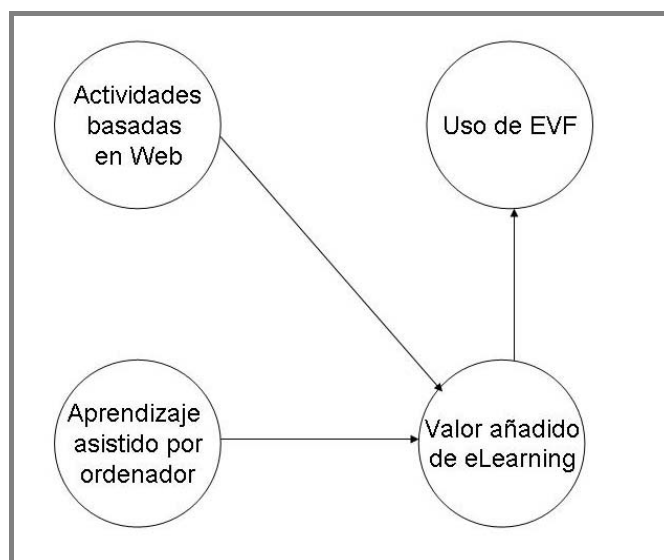 Actividades
basadas
en Web
Uso de EVF
Aprendizaje
asistido por
ordenador
Valor añadido
de eLearning